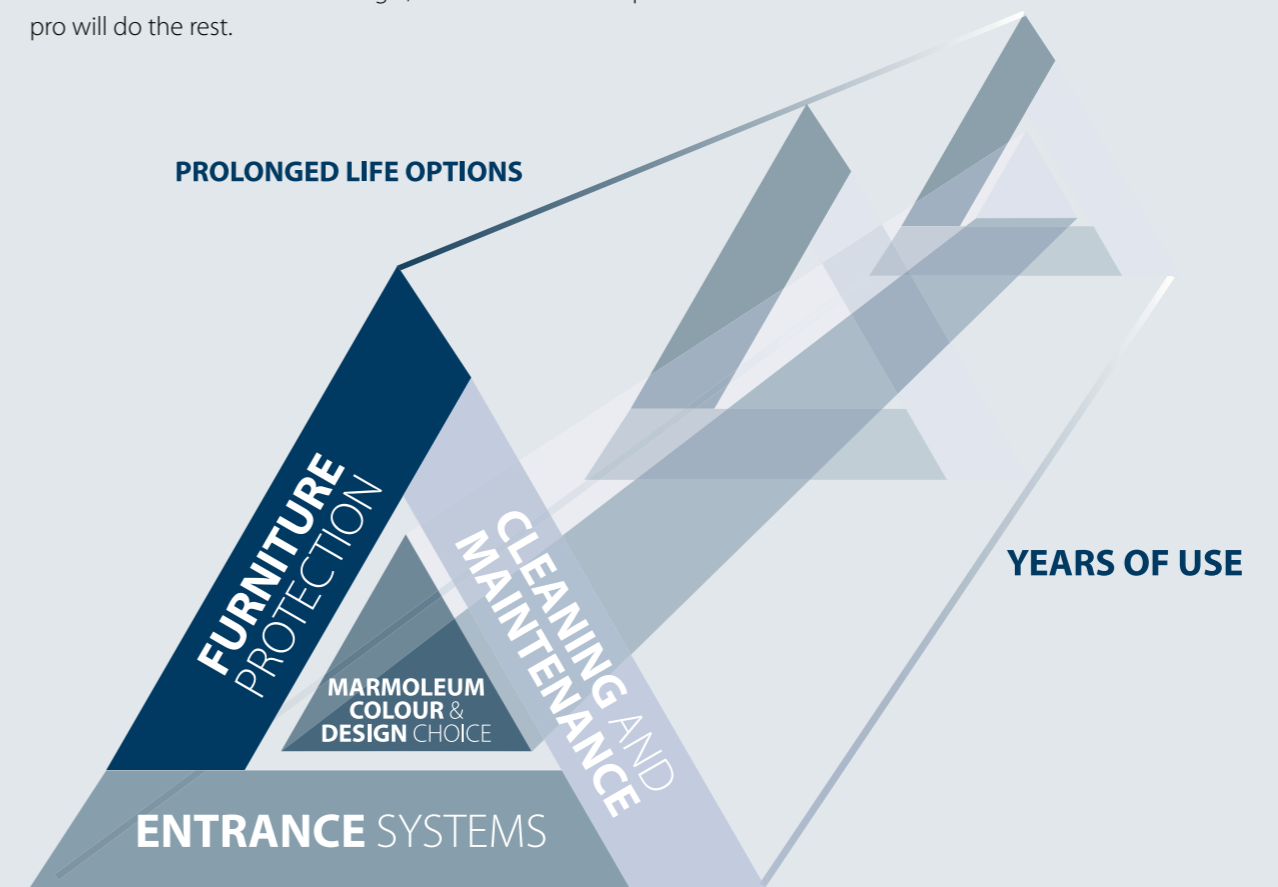 pro will do the rest.
PROLONGED LIFE OPTIONS
FURNITURE
PROTECTION
CLEANING AND
MAINTENANCE
MARMOLEUM
COLOUR &
DESIGN CHOICE
YEARS OF USE
ENTRANCE SYSTEMS